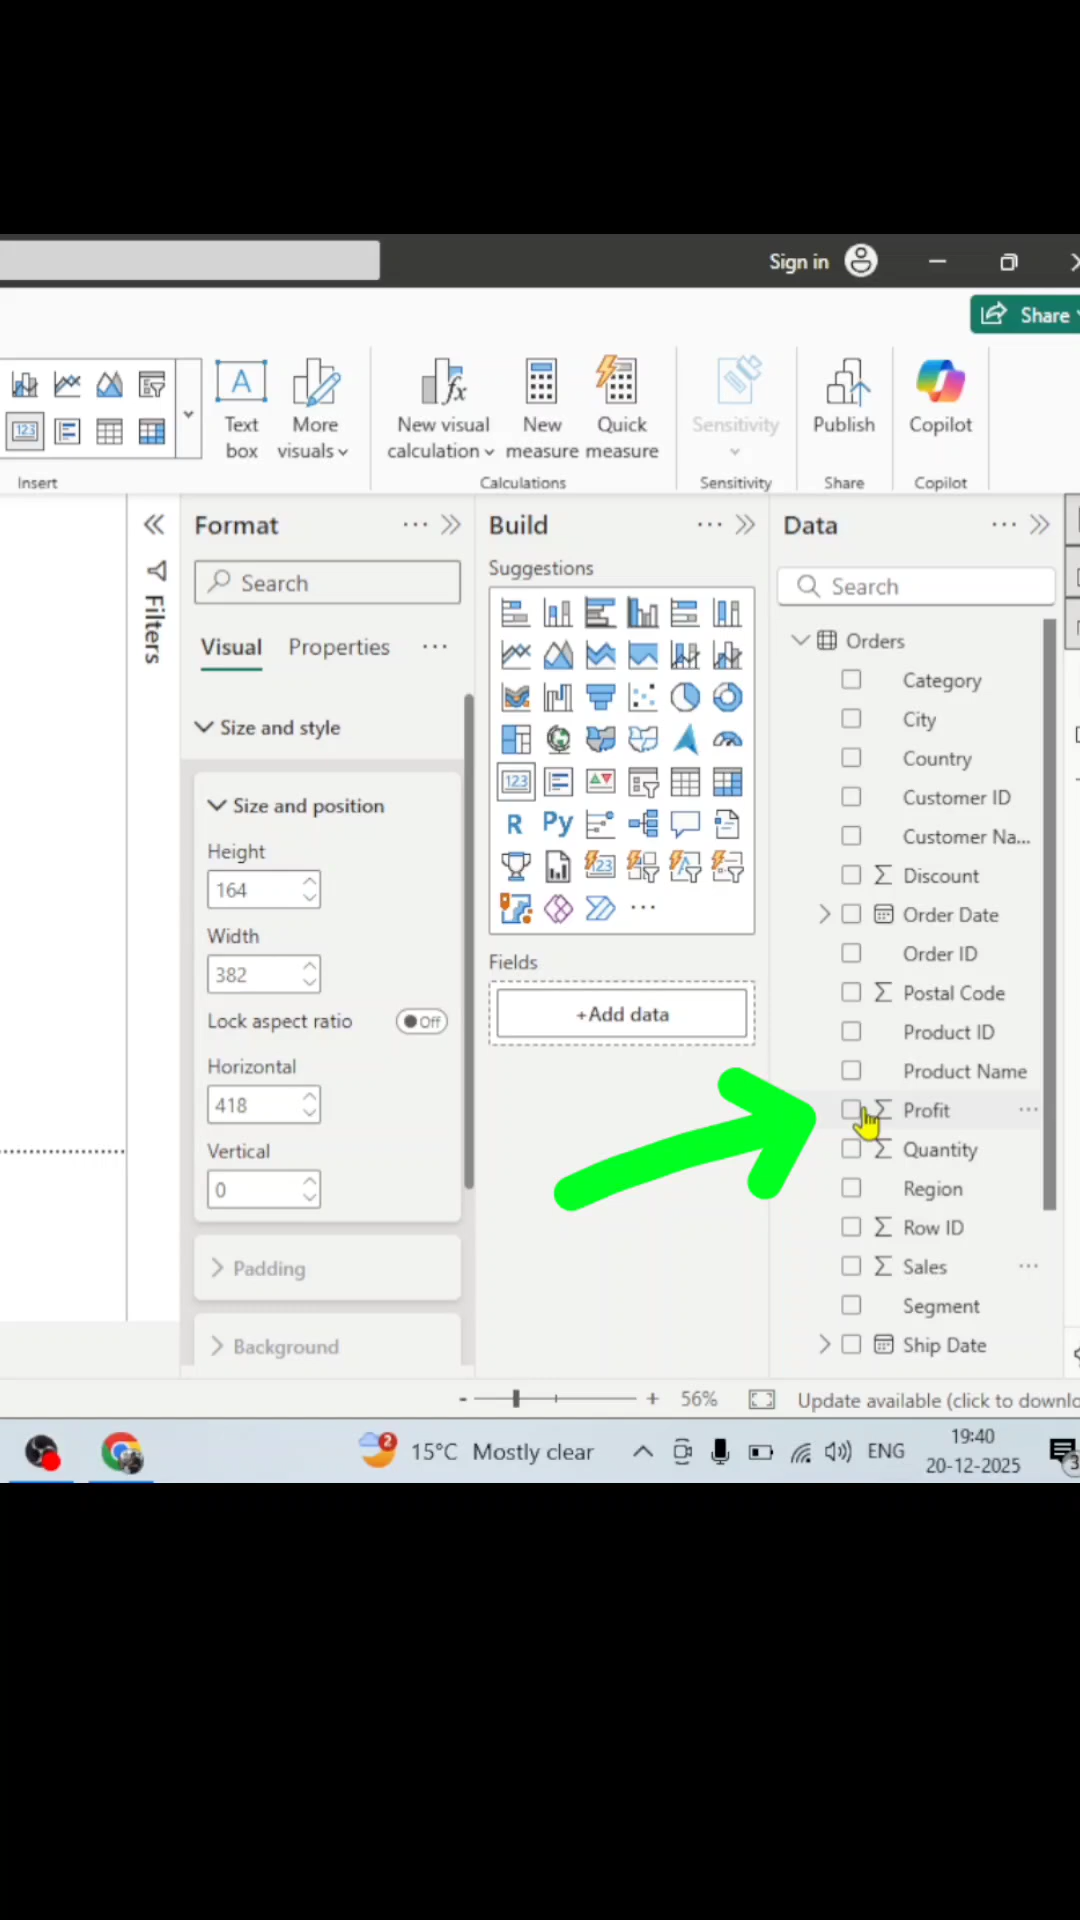 Sign in
Share
Text box
More visuals
New visual calculation
New measure
Quick measure
Sensitivity
Publish
Copilot
Insert
Calculations
Sensitivity
Share
Copilot
Filters
Format
Search
Visual
Properties
Size and style
Size and position
Height
164
Width
382
Lock aspect ratio
Off
Horizontal
418
Vertical
0
Padding
Background
Build
Suggestions
123
R
Py
123
Fields
+Add data
Data
Search
Orders
Category
City
Country
Customer ID
Customer Na...
Discount
Order Date
Order ID
Postal Code
Product ID
Product Name
Profit
Quantity
Region
Row ID
Sales
Segment
Ship Date
- + 56%
Update available (click to downlo
2
15°C Mostly clear
ENG
19:40
20-12-2025
3